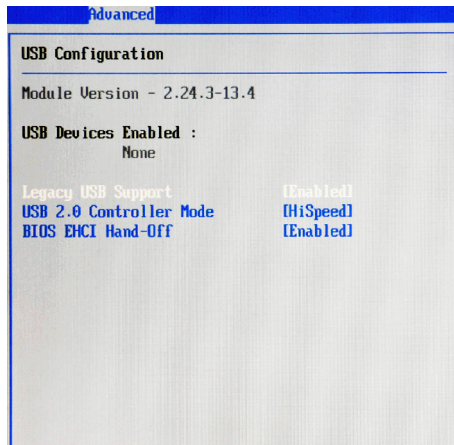 Advanced
USB Configuration
Module Version - 2.24.3-13.4
USB Devices Enabled :
None
Legacy USB Support [Enabled]
USB 2.0 Controller Mode [HiSpeed]
BIOS EHCI Hand-Off [Enabled]